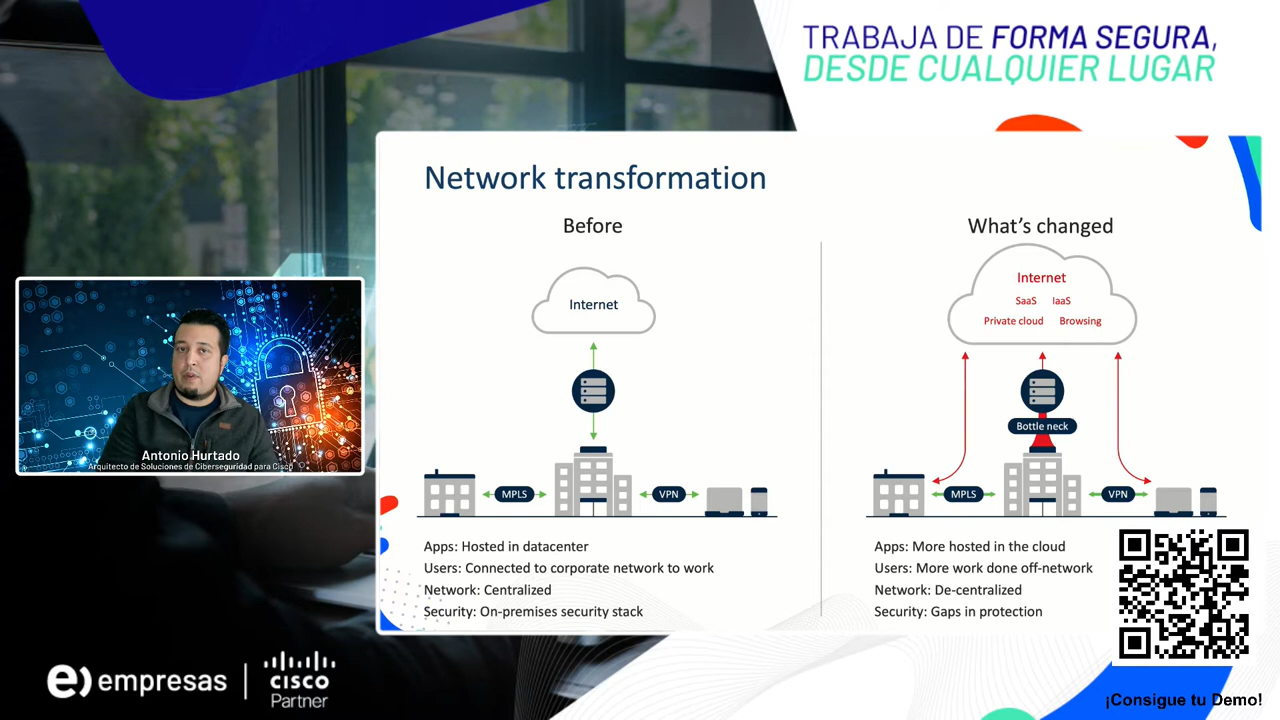 TRABAJA DE FORMA SEGURA,
DESDE CUALQUIER LUGAR
Network transformation
Before
Internet
MPLS
VPN
Apps: Hosted in datacenter
Users: Connected to corporate network to work
Network: Centralized
Security: On-premises security stack
What's changed
Internet
SaaS IaaS
Private cloud Browsing
Bottle neck
MPLS
VPN
Apps: More hosted in the cloud
Users: More work done off-network
Network: De-centralized
Security: Gaps in protection
Antonio Hurtado
Arquitecto de Soluciones de Ciberseguridad para Cisco
e) empresas
cisco
Partner
¡Consigue tu Demo!